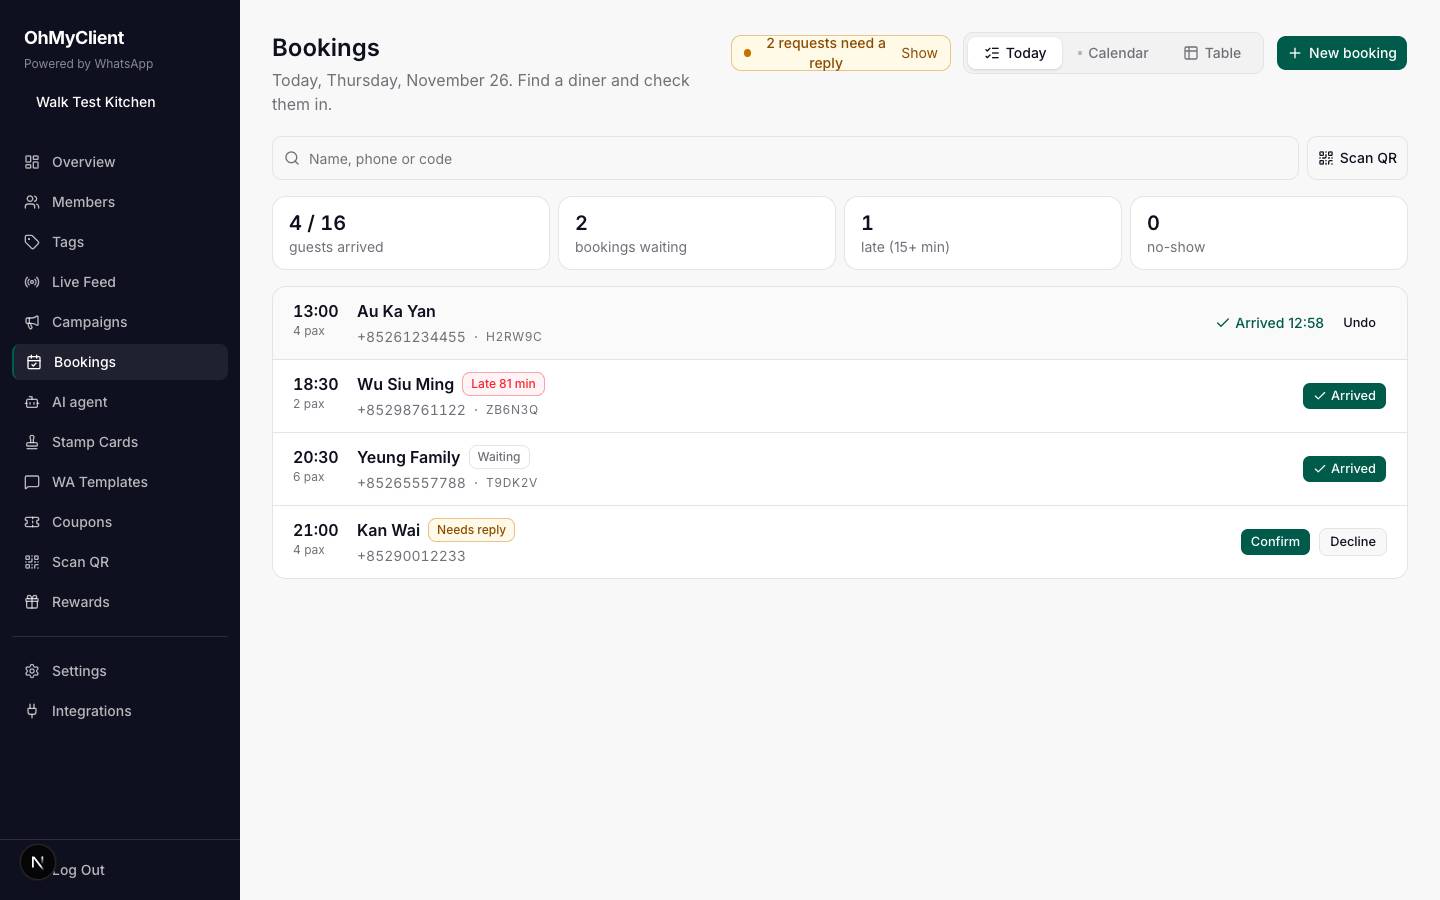 OhMyClient
Powered by WhatsApp
Walk Test Kitchen
Overview
Members
Tags
Live Feed
Campaigns
Bookings
AI agent
Stamp Cards
WA Templates
Coupons
Scan QR
Rewards
Settings
Integrations
N
Log Out
Bookings
Today, Thursday, November 26. Find a diner and check
them in.
2 requests need a
reply
Show
Today
Calendar
Table
New booking
Name, phone or code
Scan QR
4 / 16
guests arrived
2
bookings waiting
1
late (15+ min)
0
no-show
13:00 Au Ka Yan
4 pax +85261234455 · H2RW9C
Arrived 12:58 Undo
18:30 Wu Siu Ming Late 81 min
2 pax +85298761122 · ZB6N3Q
Arrived
20:30 Yeung Family Waiting
6 pax +85265557788 · T9DK2V
Arrived
21:00 Kan Wai Needs reply
4 pax +85290012233
Confirm Decline